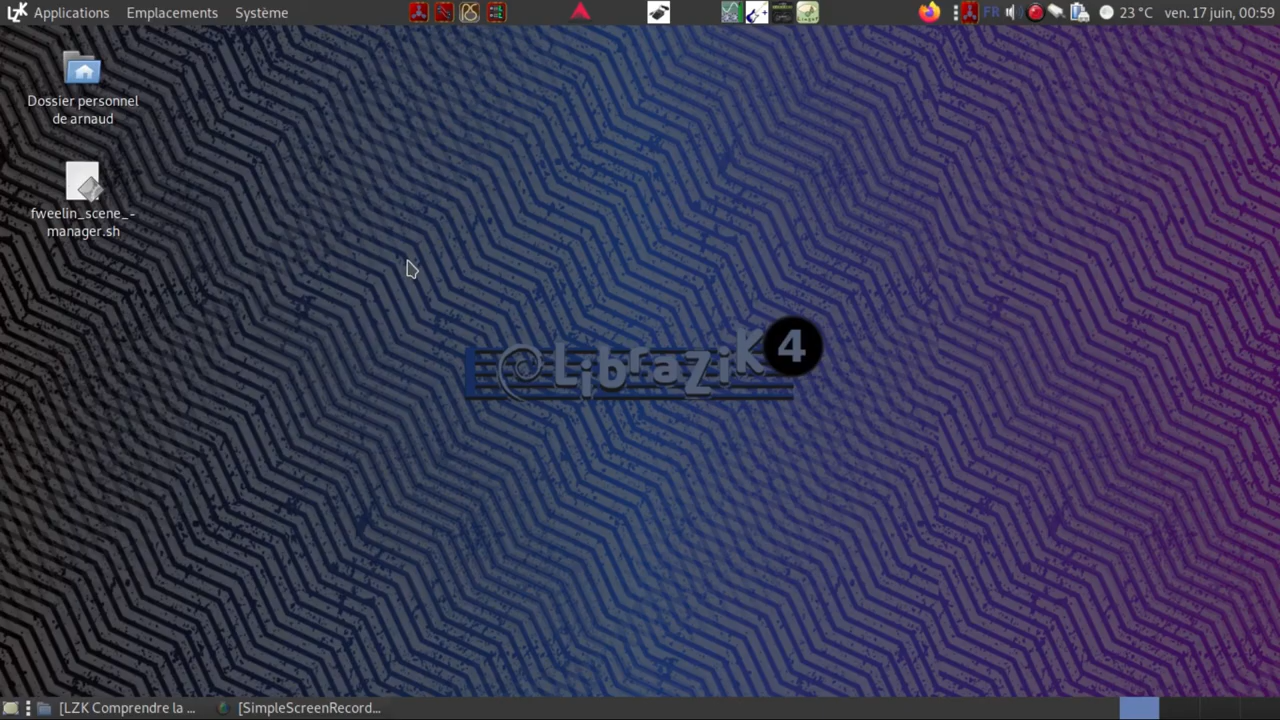 LZK Applications Emplacements Système FR 23 °C ven. 17 juin, 00:59
Dossier personnel
de arnaud
fweelin_scene_-
manager.sh
LibraZiK 4
[LZK Comprendre la ... [SimpleScreenRecord...